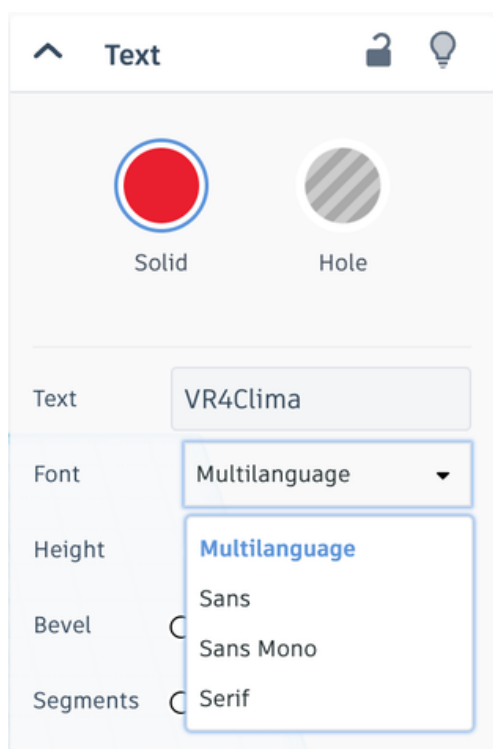 Text
Solid Hole
Text VR4Clima
Font Multilanguage
Height Multilanguage
Sans
Bevel
Sans Mono
Segments Serif